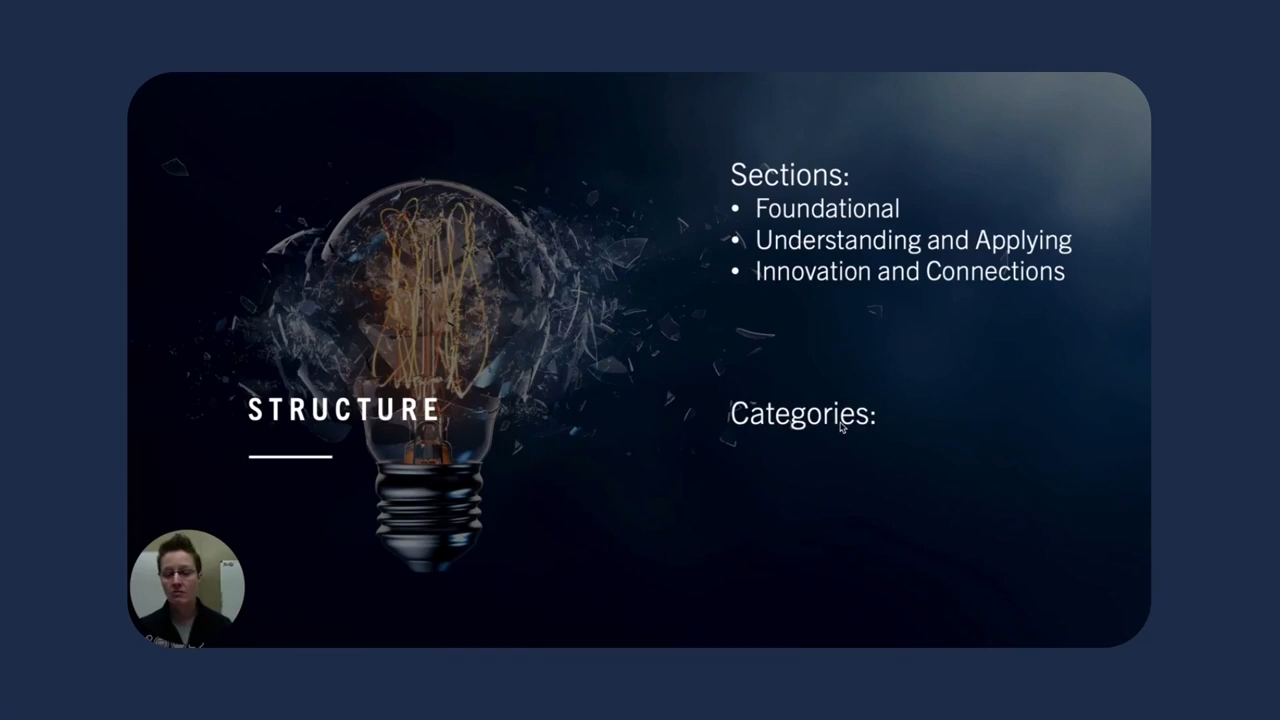 STRUCTURE
Sections:
• Foundational
• Understanding and Applying
• Innovation and Connections
Categories: